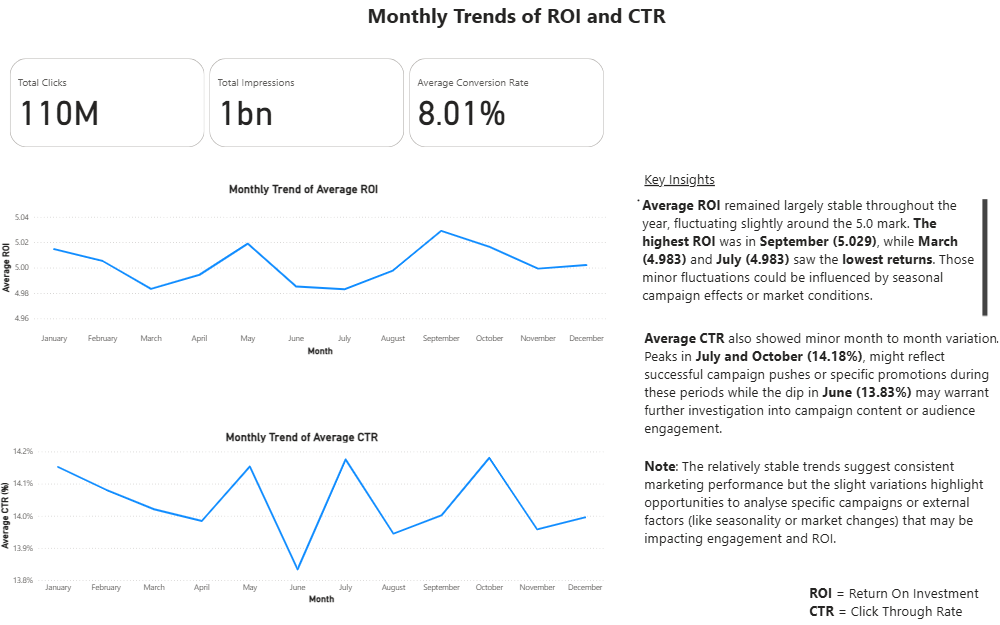 Monthly Trends of ROI and CTR
Total Clicks
110M
Total Impressions
1bn
Average Conversion Rate
8.01%
Monthly Trend of Average ROI
Average ROI
5.04
5.02
5.00
4.98
4.96
January February March April May June July August September October November December
Month
Monthly Trend of Average CTR
Average CTR (%)
14.2%
14.1%
14.0%
13.9%
13.8%
January February March April May June July August September October November December
Month
Key Insights
Average ROI remained largely stable throughout the
year, fluctuating slightly around the 5.0 mark. The
highest ROI was in September (5.029), while March
(4.983) and July (4.983) saw the lowest returns. Those
minor fluctuations could be influenced by seasonal
campaign effects or market conditions.
Average CTR also showed minor month to month variation.
Peaks in July and October (14.18%), might reflect
successful campaign pushes or specific promotions during
these periods while the dip in June (13.83%) may warrant
further investigation into campaign content or audience
engagement.
Note: The relatively stable trends suggest consistent
marketing performance but the slight variations highlight
opportunities to analyse specific campaigns or external
factors (like seasonality or market changes) that may be
impacting engagement and ROI.
ROI = Return On Investment
CTR = Click Through Rate